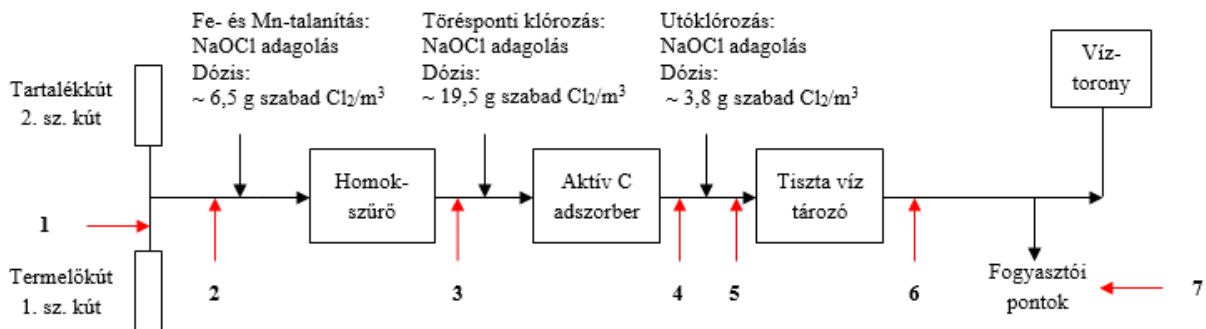 Fe- és Mn-talanítás:
NaOCl adagolás
Dózis:
~ 6,5 g szabad Cl₂/m³
Törésponti klórozás:
NaOCl adagolás
Dózis:
~ 19,5 g szabad Cl₂/m³
Utóklórozás:
NaOCl adagolás
Dózis:
~ 3,8 g szabad Cl₂/m³
Víz-
torony
Tartalékkút
2. sz. kút
Homok-
szűrő
Aktív C
adszorber
Tiszta víz
tározó
1
Termelőkút
1. sz. kút
2
3
4
5
6
Fogyasztói
pontok
7